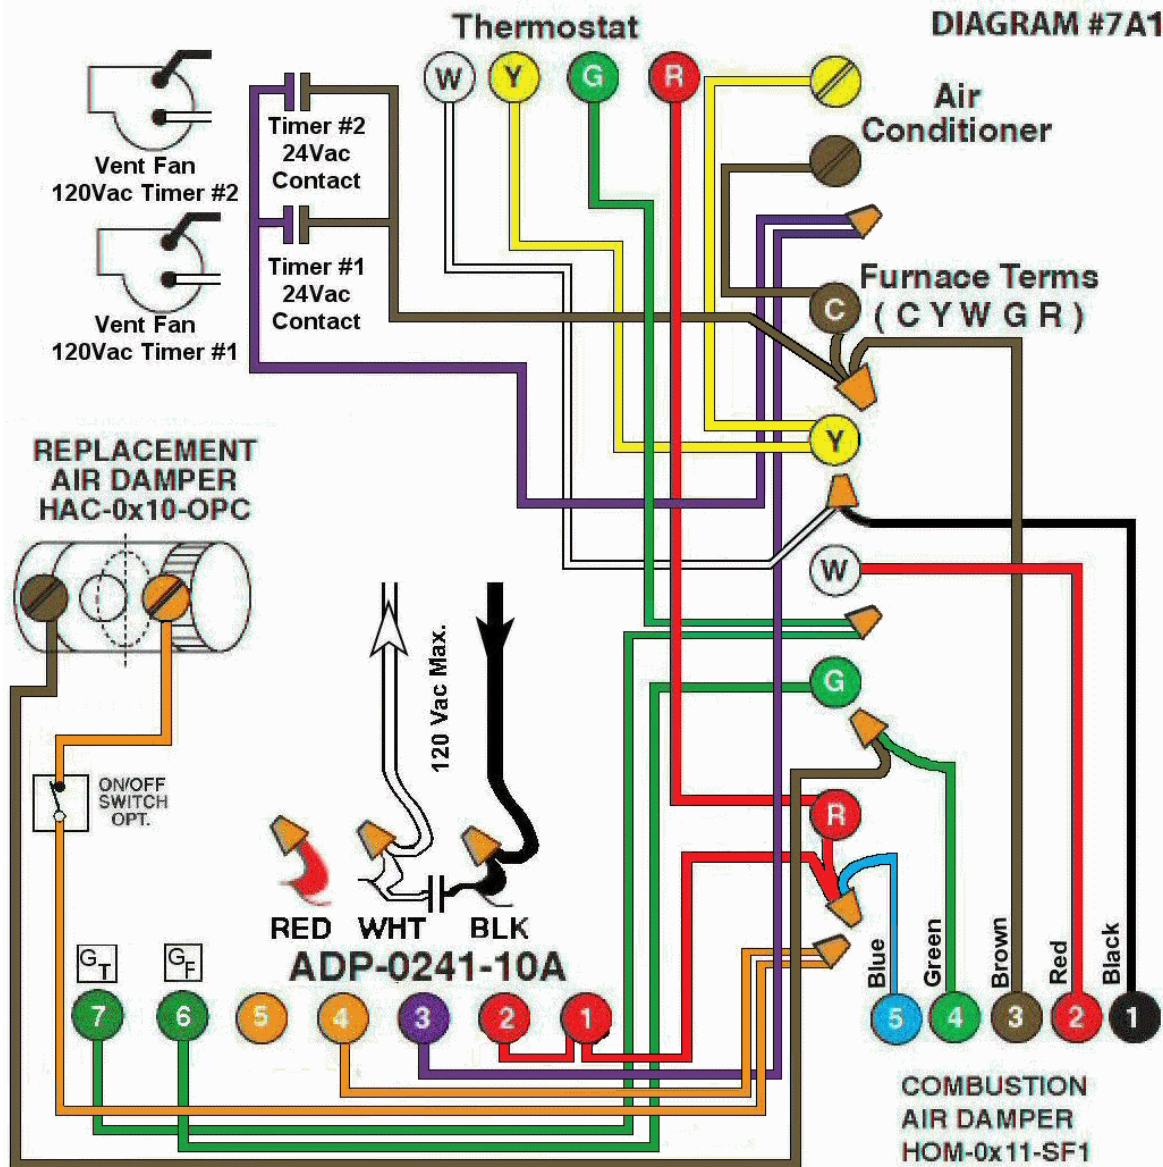 Thermostat
DIAGRAM #7A1
W
Y
G
R
Air
Conditioner
Timer #2
24Vac
Contact
Vent Fan
120Vac Timer #2
Timer #1
24Vac
Contact
Vent Fan
120Vac Timer #1
Furnace Terms
( C Y W G R )
C
Y
W
G
R
REPLACEMENT
AIR DAMPER
HAC-0x10-OPC
ON/OFF
SWITCH
OPT.
120 Vac Max.
RED
WHT
BLK
ADP-0241-10A
GT
GF
7
6
5
4
3
2
1
Blue
Green
Brown
Red
Black
5
4
3
2
1
COMBUSTION
AIR DAMPER
HOM-0x11-SF1